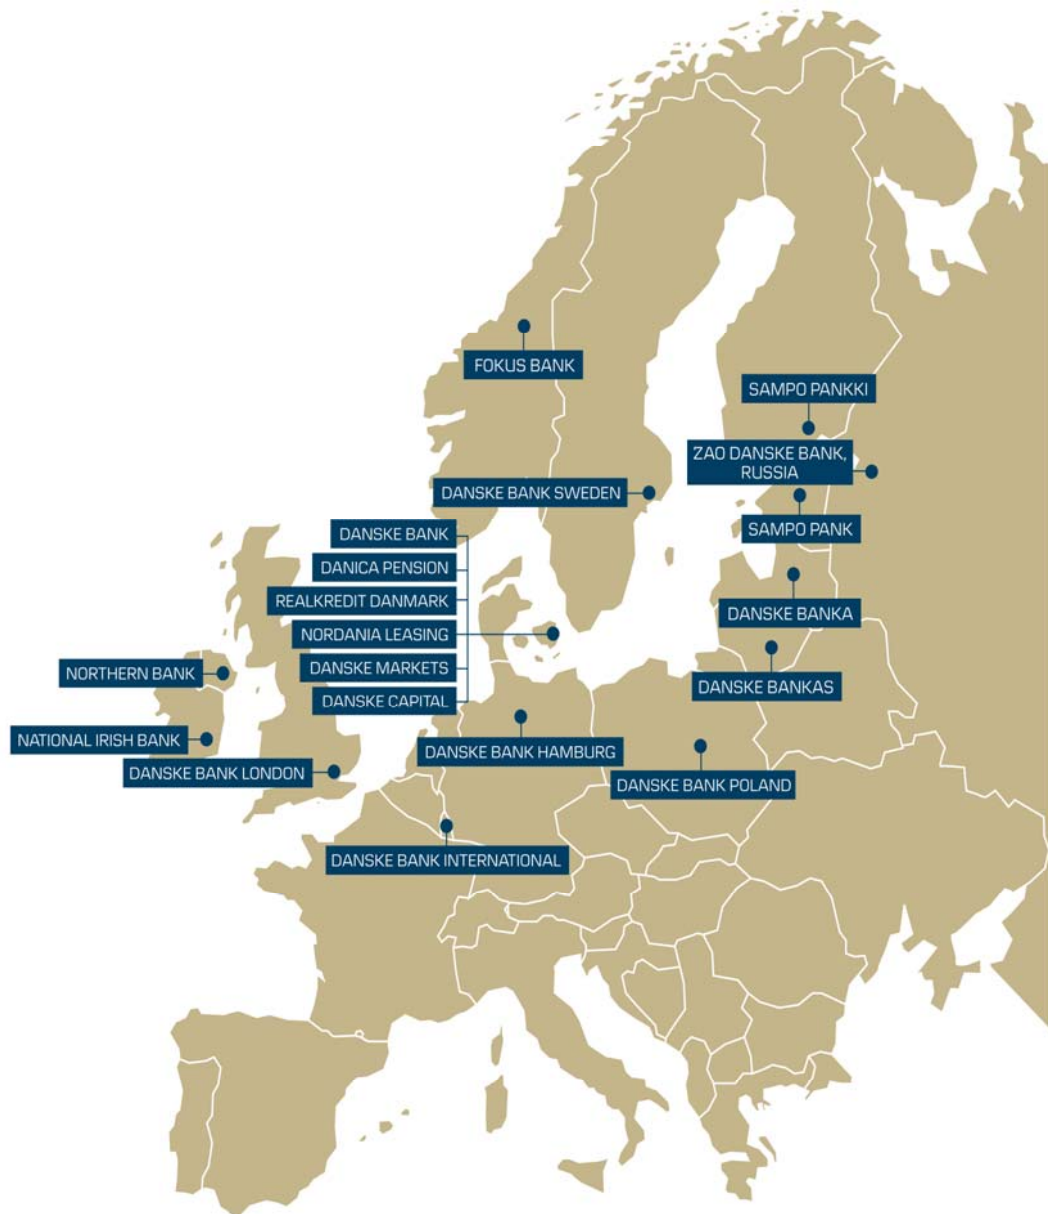 FOKUS BANK
SAMPO PANKKI
ZAO DANSKE BANK,
RUSSIA
DANSKE BANK SWEDEN
SAMPO PANK
DANSKE BANK
DANICA PENSION
REALKREDIT DANMARK
NORDANIA LEASING
DANSKE MARKETS
DANSKE CAPITAL
DANSKE BANKA
DANSKE BANKAS
NORTHERN BANK
NATIONAL IRISH BANK
DANSKE BANK LONDON
DANSKE BANK HAMBURG
DANSKE BANK POLAND
DANSKE BANK INTERNATIONAL